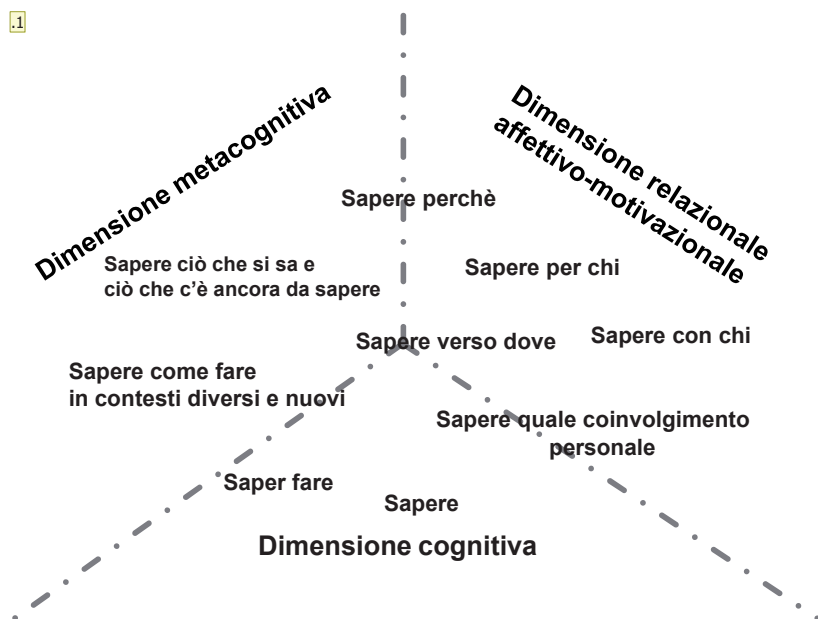 .1
Dimensione metacognitiva
Dimensione relazionale
affettivo-motivazionale
Sapere perchè
Sapere ciò che si sa e
ciò che c'è ancora da sapere
Sapere per chi
Sapere verso dove
Sapere con chi
Sapere come fare
in contesti diversi e nuovi
Sapere quale coinvolgimento
personale
Saper fare
Sapere
Dimensione cognitiva